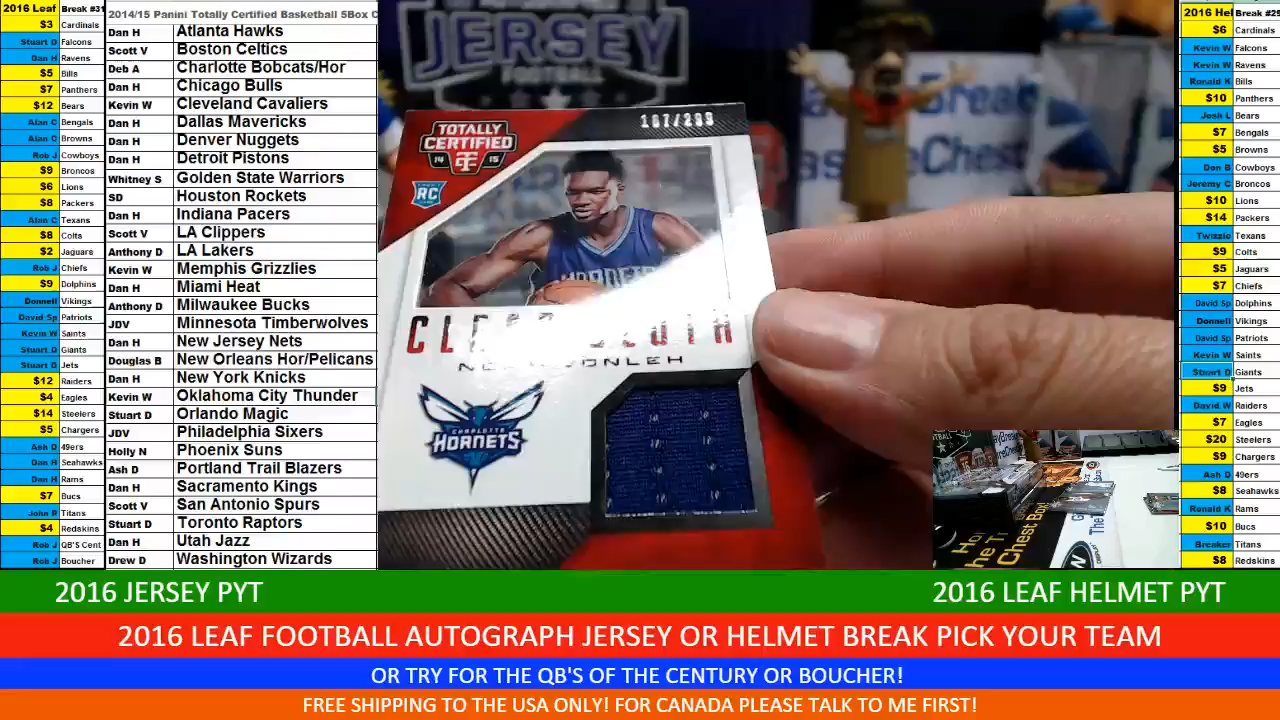 2016 Leaf Break #31
$3 Cardinals
Stuart D Falcons
Dan H Ravens
$5 Bills
$7 Panthers
$12 Bears
Alan C Bengals
Alan C Browns
Rob J Cowboys
$9 Broncos
$6 Lions
$8 Packers
Alan C Texans
$8 Colts
$2 Jaguars
Rob J Chiefs
$9 Dolphins
Donnell Vikings
David Sp Patriots
Kevin W Saints
Stuart D Giants
Stuart D Jets
$12 Raiders
$4 Eagles
$14 Steelers
$5 Chargers
Ash D 49ers
Dan H Seahawks
Dan H Rams
$7 Bucs
John R Titans
$4 Redskins
Rob J QB'S Cent
Rob J Boucher
2014/15 Panini Totally Certified Basketball 5Box C
Dan H Atlanta Hawks
Scott V Boston Celtics
Deb A Charlotte Bobcats/Hor
Dan H Chicago Bulls
Kevin W Cleveland Cavaliers
Dan H Dallas Mavericks
Dan H Denver Nuggets
Dan H Detroit Pistons
Whitney S Golden State Warriors
SD Houston Rockets
Dan H Indiana Pacers
Scott V LA Clippers
Anthony D LA Lakers
Kevin W Memphis Grizzlies
Dan H Miami Heat
Anthony D Milwaukee Bucks
JDV Minnesota Timberwolves
Dan H New Jersey Nets
Douglas B New Orleans Hor/Pelicans
Dan H New York Knicks
Kevin W Oklahoma City Thunder
Stuart D Orlando Magic
JDV Philadelphia Sixers
Holly N Phoenix Suns
Ash D Portland Trail Blazers
Dan H Sacramento Kings
Scott V San Antonio Spurs
Stuart D Toronto Raptors
Dan H Utah Jazz
Drew D Washington Wizards
JERSEY
TOTALLY
CERTIFIED
14 15
RC
HORNETS
CHARLOTTE
HORNETS
2016 Hel Break #29
$6 Cardinals
Kevin W Falcons
Kevin W Ravens
Ronald K Bills
$10 Panthers
Josh L Bears
$7 Bengals
$5 Browns
Don B Cowboys
Jeremy C Broncos
$10 Lions
$14 Packers
Twizzle Texans
$9 Colts
$5 Jaguars
$7 Chiefs
David Sp Dolphins
Donnell Vikings
David Sp Patriots
Kevin W Saints
Stuart D Giants
$9 Jets
David W Raiders
$7 Eagles
$20 Steelers
$9 Chargers
Ash D 49ers
$8 Seahawks
Ronald K Rams
$10 Bucs
Breaker Titans
$8 Redskins
2016 JERSEY PYT
2016 LEAF HELMET PYT
2016 LEAF FOOTBALL AUTOGRAPH JERSEY OR HELMET BREAK PICK YOUR TEAM
OR TRY FOR THE QB'S OF THE CENTURY OR BOUCHER!
FREE SHIPPING TO THE USA ONLY! FOR CANADA PLEASE TALK TO ME FIRST!